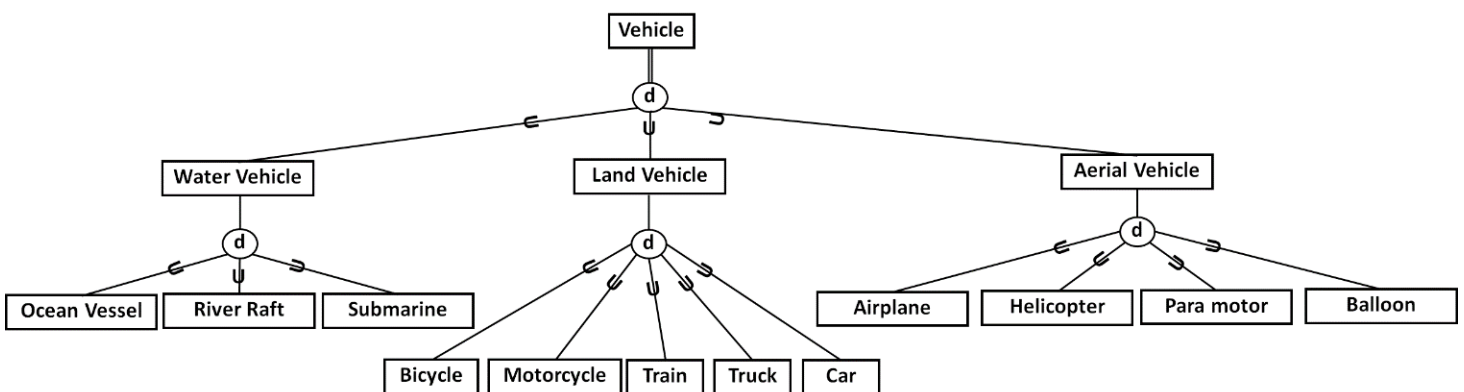 Vehicle
d
Water Vehicle
Land Vehicle
Aerial Vehicle
d
d
d
Ocean Vessel
River Raft
Submarine
Airplane
Helicopter
Para motor
Balloon
Bicycle
Motorcycle
Train
Truck
Car